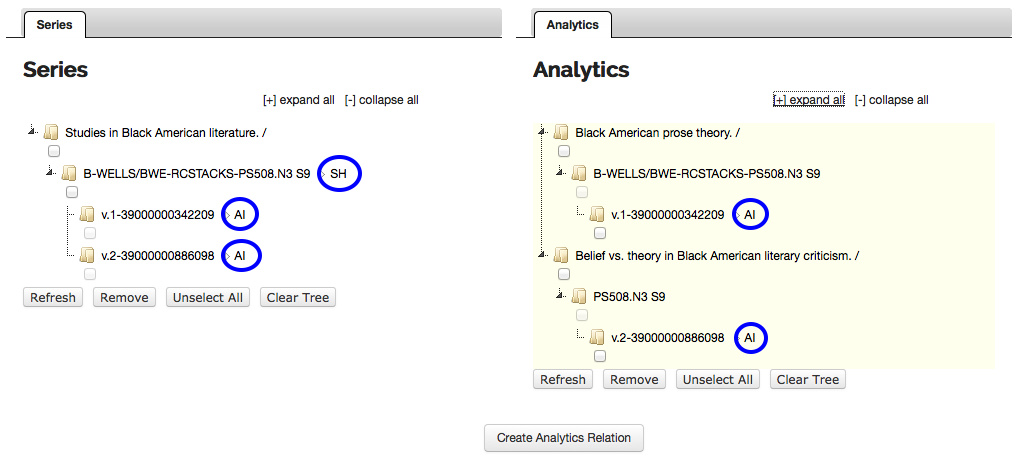 Series
Series
[+] expand all [-] collapse all
Studies in Black American literature. /
B-WELLS/BWE-RCSTACKS-PS508.N3 S9 SH
v.1-39000000342209 AI
v.2-39000000886098 AI
Refresh Remove Unselect All Clear Tree
Analytics
Analytics
[+] expand all [-] collapse all
Black American prose theory. /
B-WELLS/BWE-RCSTACKS-PS508.N3 S9
v.1-39000000342209 AI
Belief vs. theory in Black American literary criticism. /
PS508.N3 S9
v.2-39000000886098 AI
Refresh Remove Unselect All Clear Tree
Create Analytics Relation